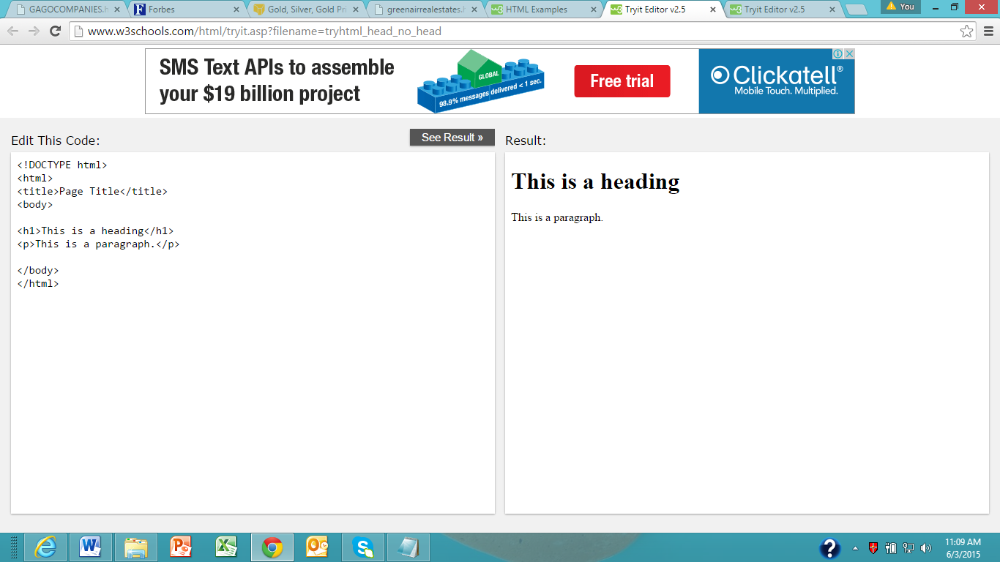 GAGOCOMPANIES.h
Forbes
Gold, Silver, Gold Pri
greenairrealestates.h
HTML Examples
Tryit Editor v2.5
Tryit Editor v2.5
You
www.w3schools.com/html/tryit.asp?filename=tryhtml_head_no_head
SMS Text APIs to assemble
your $19 billion project
GLOBAL
98.9% messages delivered < 1 sec.
Free trial
Clickatell®
Mobile Touch. Multiplied.
Edit This Code:
See Result »
Result:
<!DOCTYPE html>
<html>
<title>Page Title</title>
<body>
<h1>This is a heading</h1>
<p>This is a paragraph.</p>
</body>
</html>
This is a heading
This is a paragraph.
11:09 AM
6/3/2015